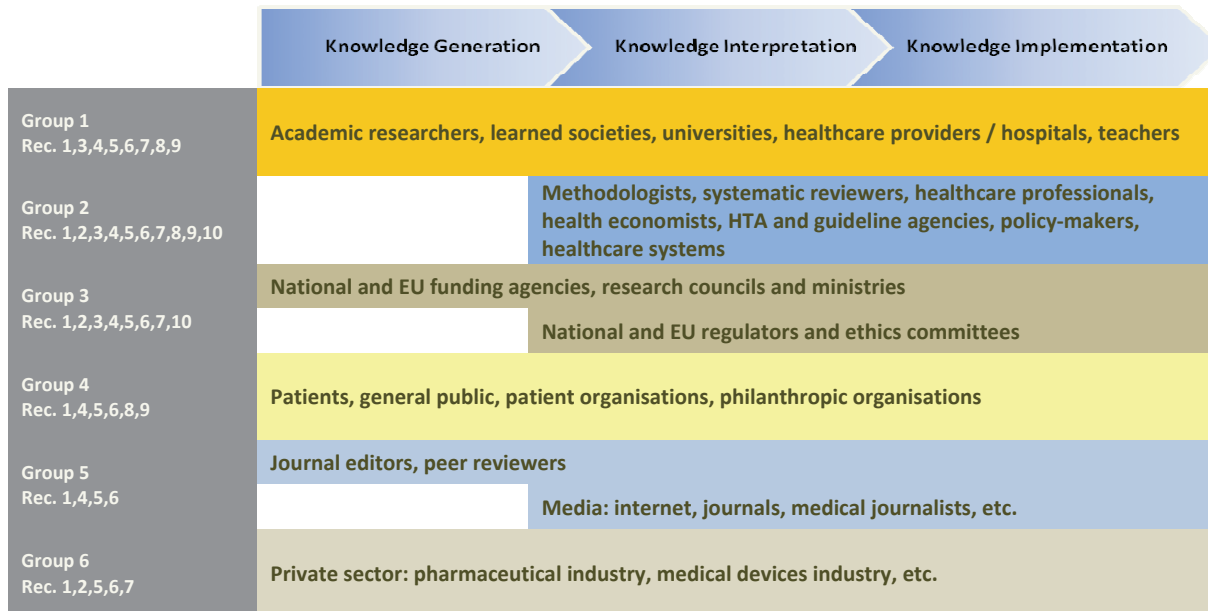 Knowledge Generation
Knowledge Interpretation
Knowledge Implementation
Group 1
Rec. 1,3,4,5,6,7,8,9
Academic researchers, learned societies, universities, healthcare providers / hospitals, teachers
Group 2
Rec. 1,2,3,4,5,6,7,8,9,10
Methodologists, systematic reviewers, healthcare professionals,
health economists, HTA and guideline agencies, policy-makers,
healthcare systems
Group 3
Rec. 1,2,3,4,5,6,7,10
National and EU funding agencies, research councils and ministries
National and EU regulators and ethics committees
Group 4
Rec. 1,4,5,6,8,9
Patients, general public, patient organisations, philanthropic organisations
Group 5
Rec. 1,4,5,6
Journal editors, peer reviewers
Media: internet, journals, medical journalists, etc.
Group 6
Rec. 1,2,5,6,7
Private sector: pharmaceutical industry, medical devices industry, etc.